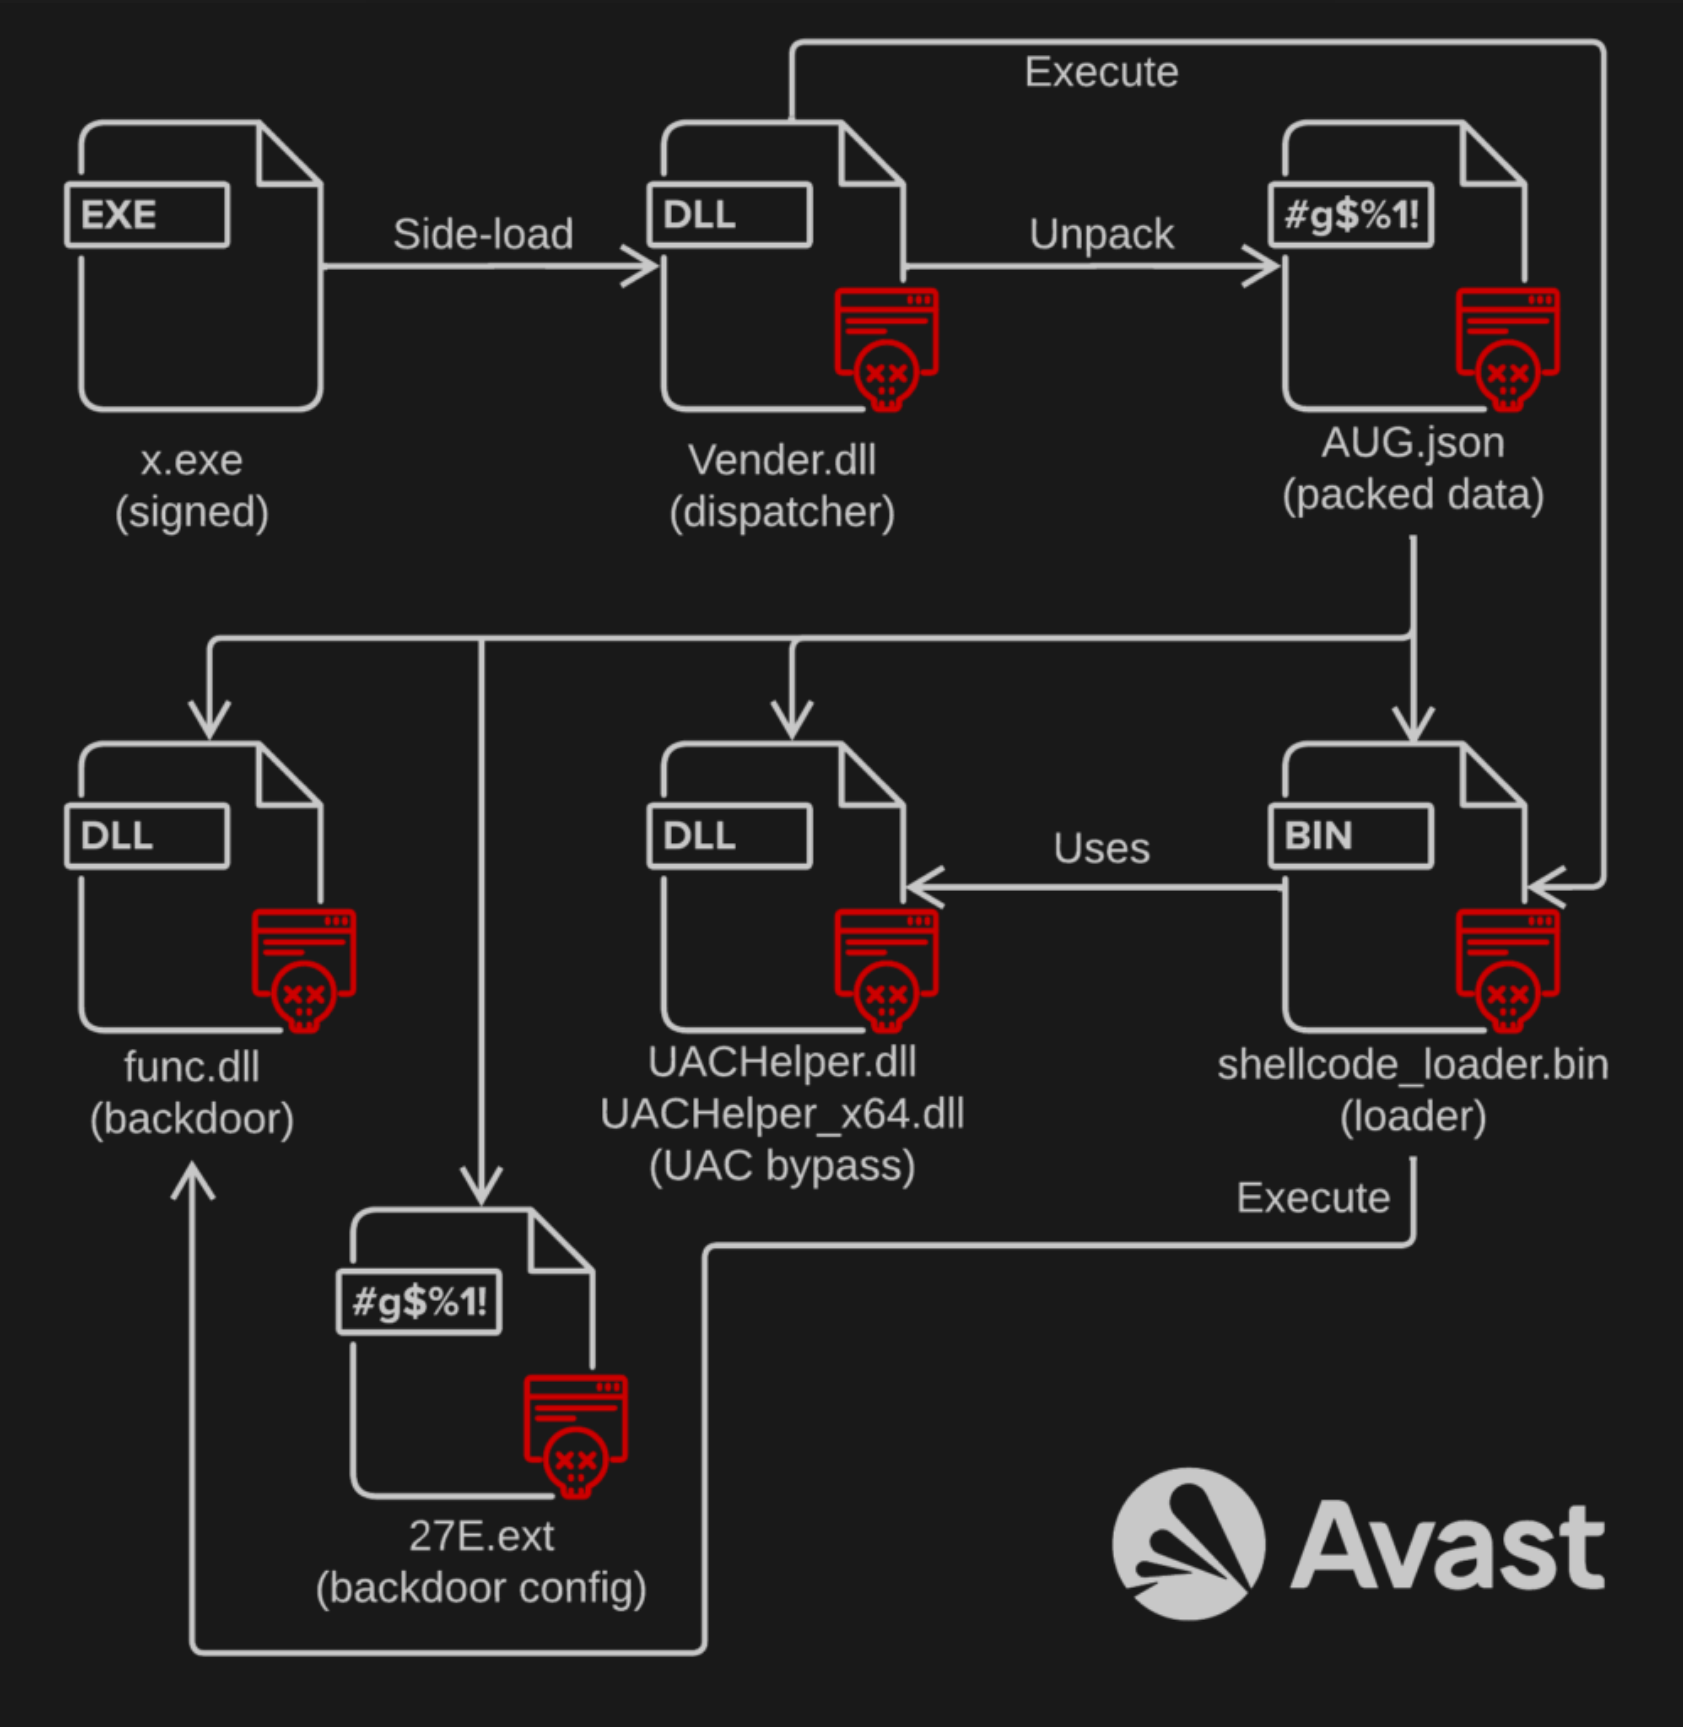 Execute
EXE
Side-load
DLL
Unpack
#g$%1!
x.exe
(signed)
Vender.dll
(dispatcher)
AUG.json
(packed data)
DLL
DLL
Uses
BIN
func.dll
(backdoor)
UACHelper.dll
UACHelper_x64.dll
(UAC bypass)
shellcode_loader.bin
(loader)
Execute
#g$%1!
27E.ext
(backdoor config)
Avast